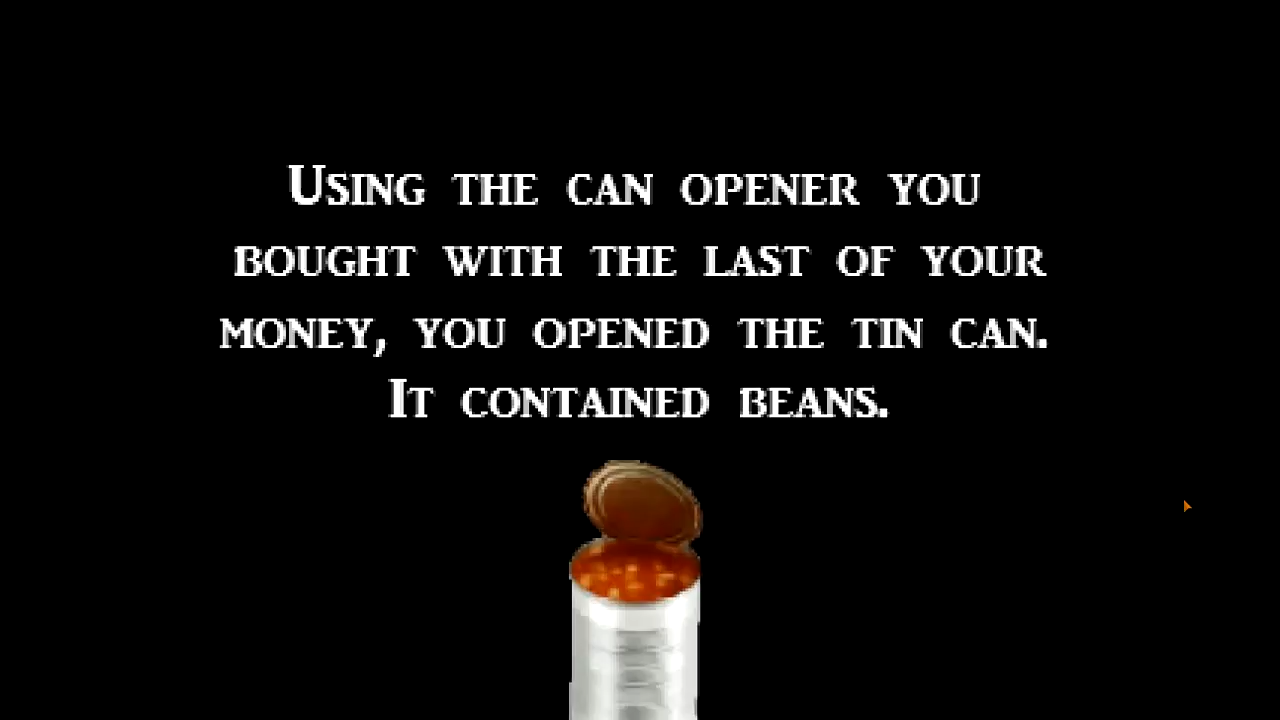 Using the can opener you
bought with the last of your
money, you opened the tin can.
It contained beans.